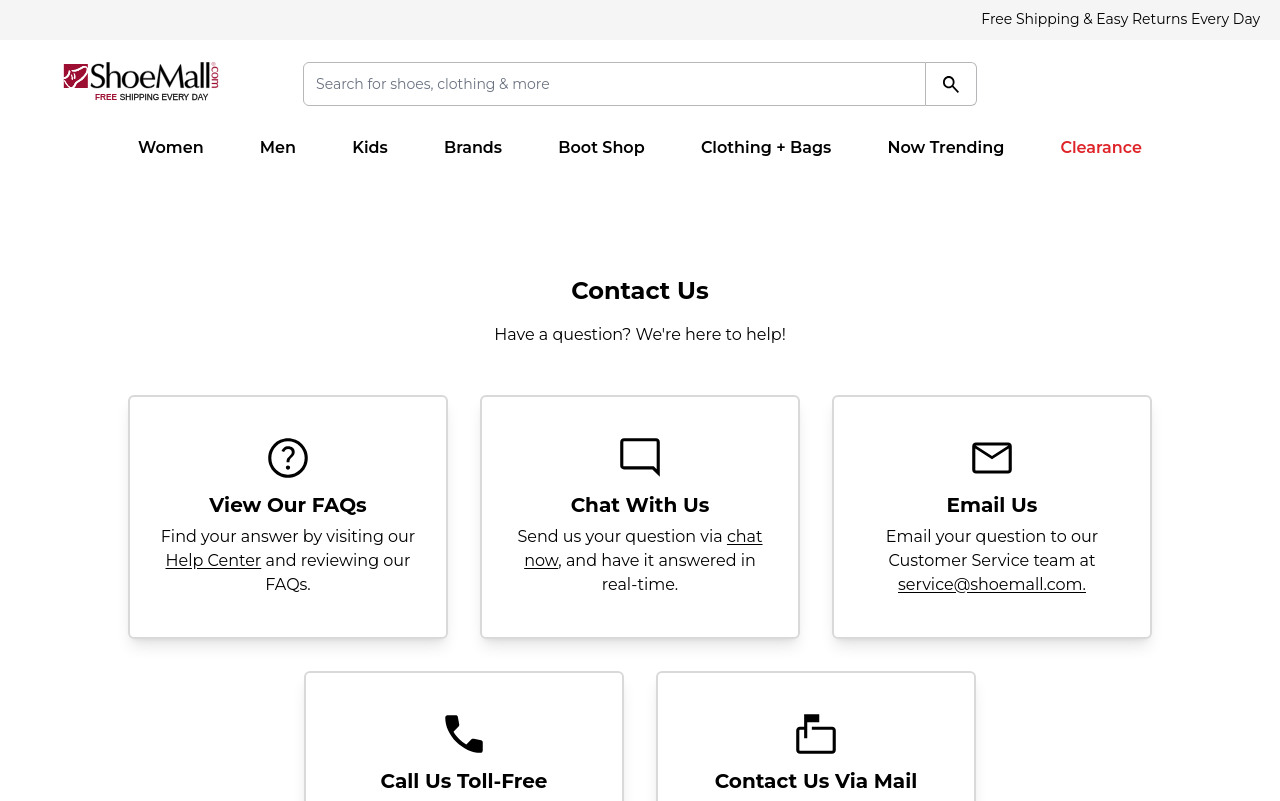 Free Shipping & Easy Returns Every Day
ShoeMall.com
FREE SHIPPING EVERY DAY
Search for shoes, clothing & more
Women Men Kids Brands Boot Shop Clothing + Bags Now Trending Clearance
Contact Us
Have a question? We're here to help!
View Our FAQs
Find your answer by visiting our
Help Center and reviewing our
FAQs.
Chat With Us
Send us your question via chat
now, and have it answered in
real-time.
Email Us
Email your question to our
Customer Service team at
service@shoemall.com.
Call Us Toll-Free
Contact Us Via Mail